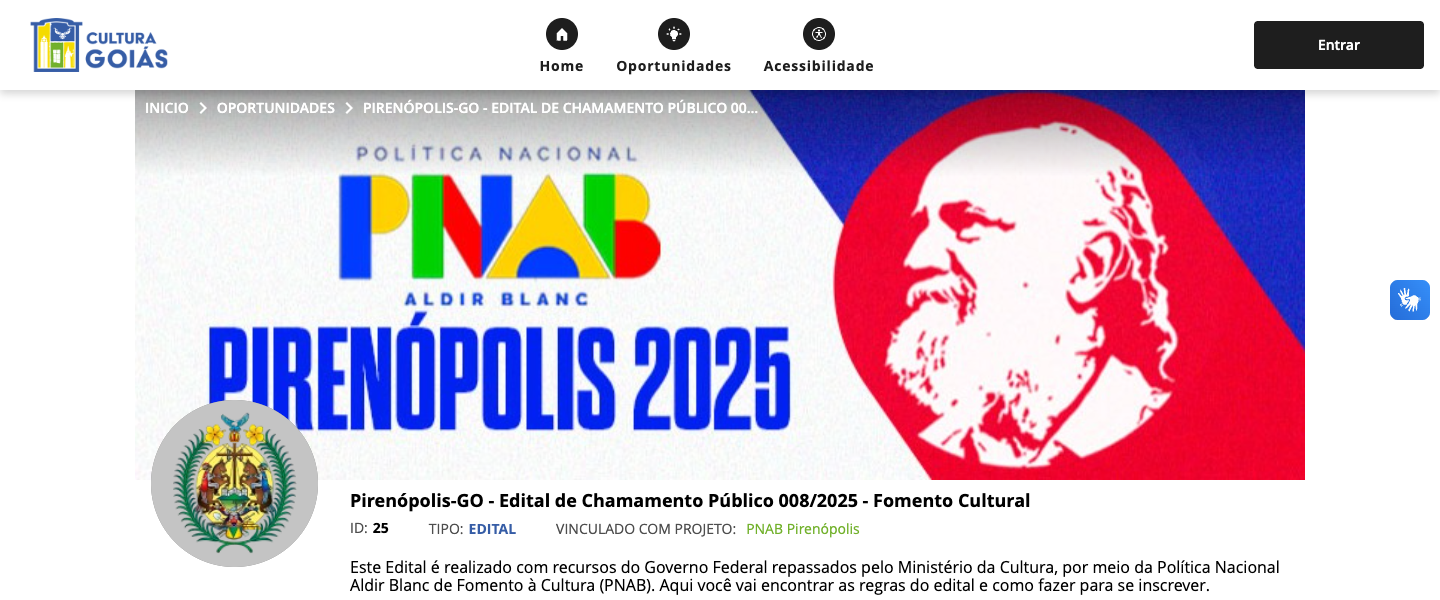 CULTURA
GOIÁS
Home
Oportunidades
Acessibilidade
Entrar
INICIO
OPORTUNIDADES
PIRENÓPOLIS-GO - EDITAL DE CHAMAMENTO PÚBLICO 00...
POLÍTICA NACIONAL
PNAB
ALDIR BLANC
PIRENÓPOLIS 2025
Pirenópolis-GO - Edital de Chamamento Público 008/2025 - Fomento Cultural
ID: 25 TIPO: EDITAL VINCULADO COM PROJETO: PNAB Pirenópolis
Este Edital é realizado com recursos do Governo Federal repassados pelo Ministério da Cultura, por meio da Política Nacional
Aldir Blanc de Fomento à Cultura (PNAB). Aqui você vai encontrar as regras do edital e como fazer para se inscrever.